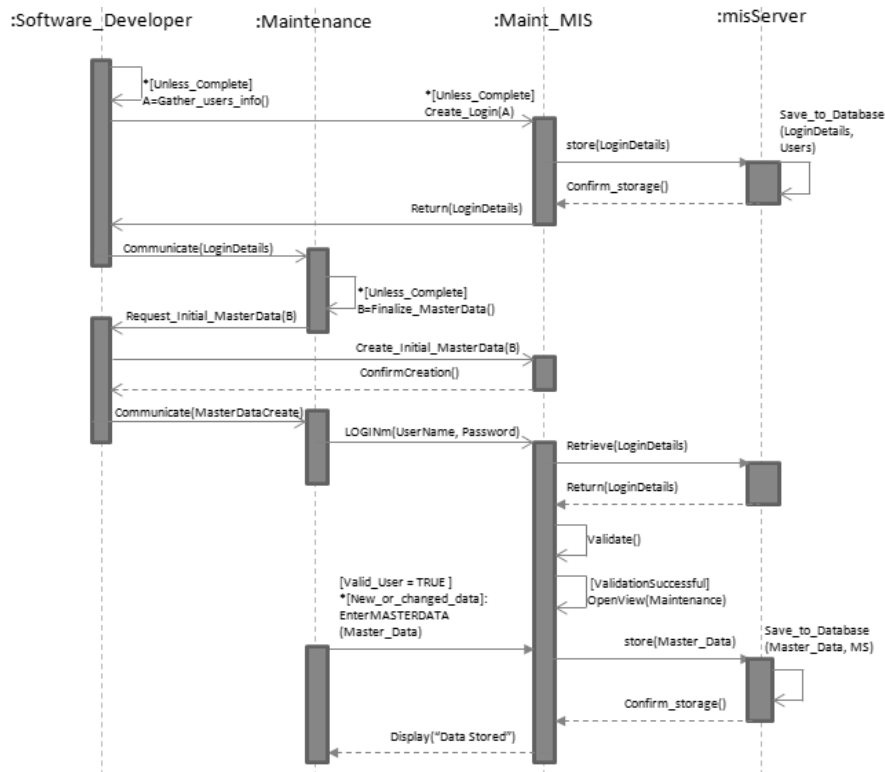 :Software_Developer
:Maintenance
:Maint_MIS
:misServer
*[Unless_Complete]
A=Gather_users_info()
*[Unless_Complete]
Create_Login(A)
Save_to_Database
(LoginDetails,
Users)
store(LoginDetails)
Confirm_storage()
Return(LoginDetails)
Communicate(LoginDetails)
*[Unless_Complete]
B=Finalize_MasterData()
Request_Initial_MasterData(B)
Create_Initial_MasterData(B)
ConfirmCreation()
Communicate(MasterDataCreate)
LOGINm(UserName, Password)
Retrieve(LoginDetails)
Return(LoginDetails)
Validate()
[ValidationSuccessful]
OpenView(Maintenance)
[Valid_User = TRUE ]
*[New_or_changed_data]:
EnterMASTERDATA
(Master_Data)
store(Master_Data)
Save_to_Database
(Master_Data, MS)
Confirm_storage()
Display(“Data Stored”)